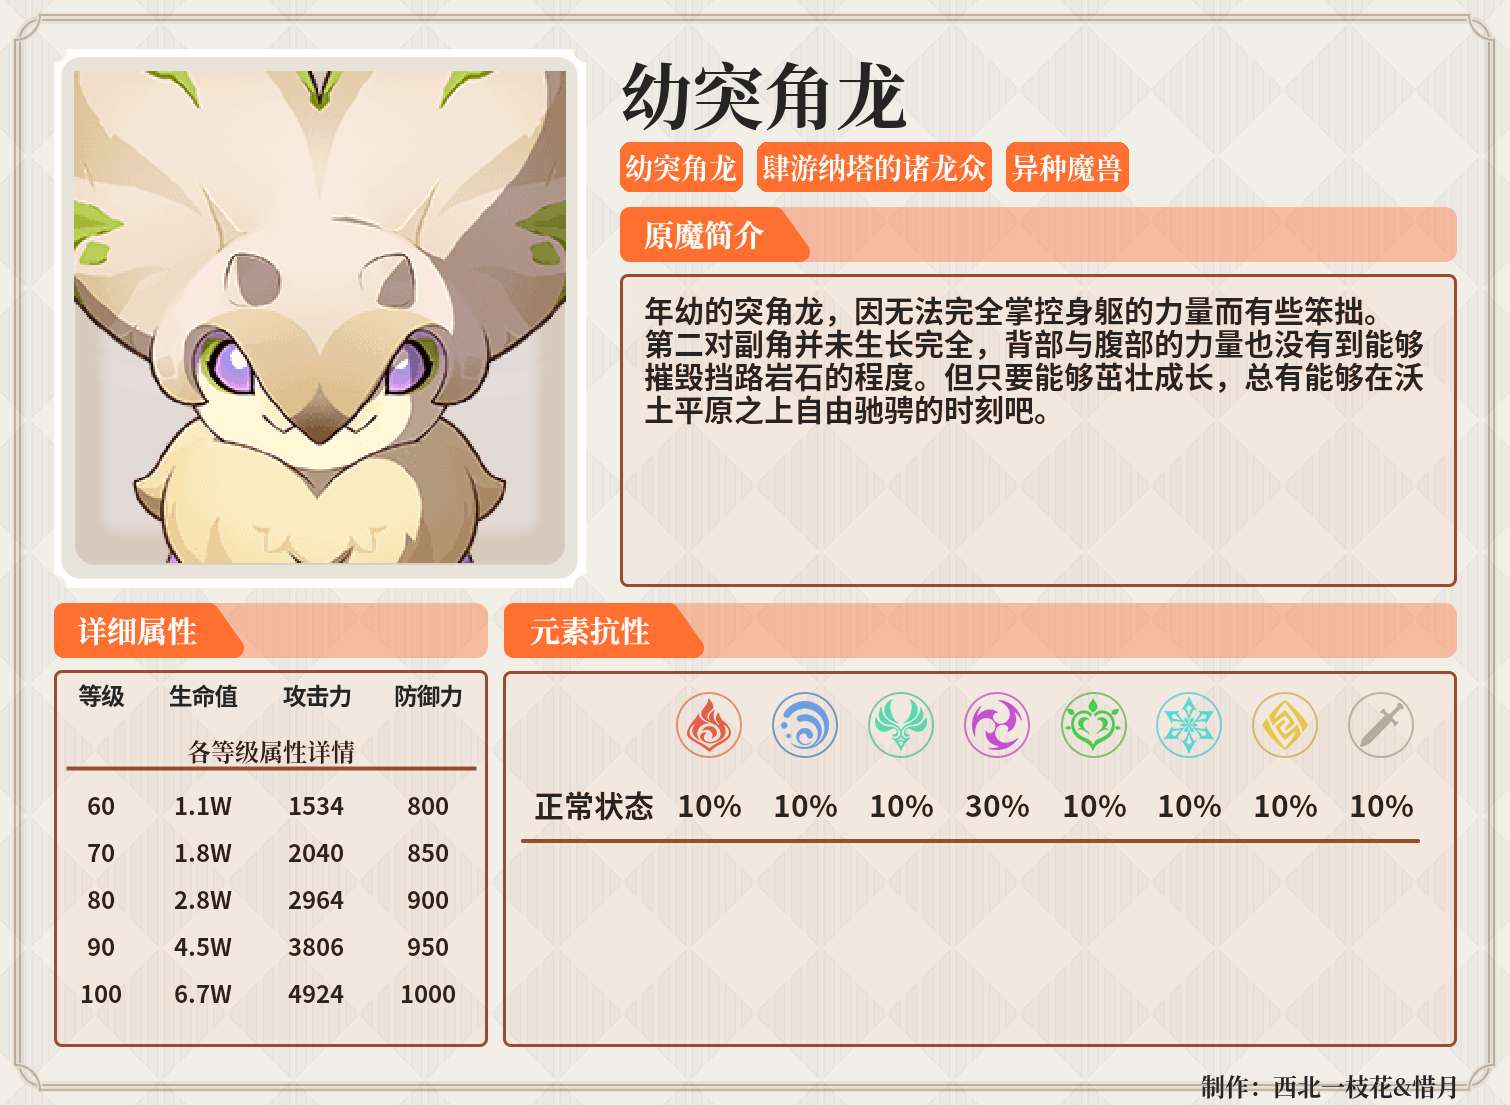 幼突角龙
幼突角龙 肆游纳塔的诸龙众 异种魔兽
原魔简介
年幼的突角龙，因无法完全掌控身躯的力量而有些笨拙。
第二对副角并未生长完全，背部与腹部的力量也没有到能够
摧毁挡路岩石的程度。但只要能够茁壮成长，总有能够在沃
土平原之上自由驰骋的时刻吧。
详细属性
等级 生命值 攻击力 防御力
各等级属性详情
60 1.1W 1534 800
70 1.8W 2040 850
80 2.8W 2964 900
90 4.5W 3806 950
100 6.7W 4924 1000
元素抗性
正常状态 10% 10% 10% 30% 10% 10% 10% 10%
制作：西北一枝花&惜月